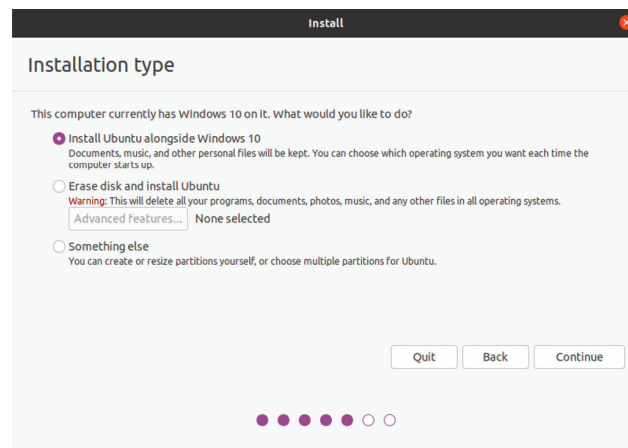 Install
Installation type
This computer currently has Windows 10 on it. What would you like to do?
Install Ubuntu alongside Windows 10
Documents, music, and other personal files will be kept. You can choose which operating system you want each time the
computer starts up.
Erase disk and install Ubuntu
Warning: This will delete all your programs, documents, photos, music, and any other files in all operating systems.
Advanced features... None selected
Something else
You can create or resize partitions yourself, or choose multiple partitions for Ubuntu.
Quit Back Continue